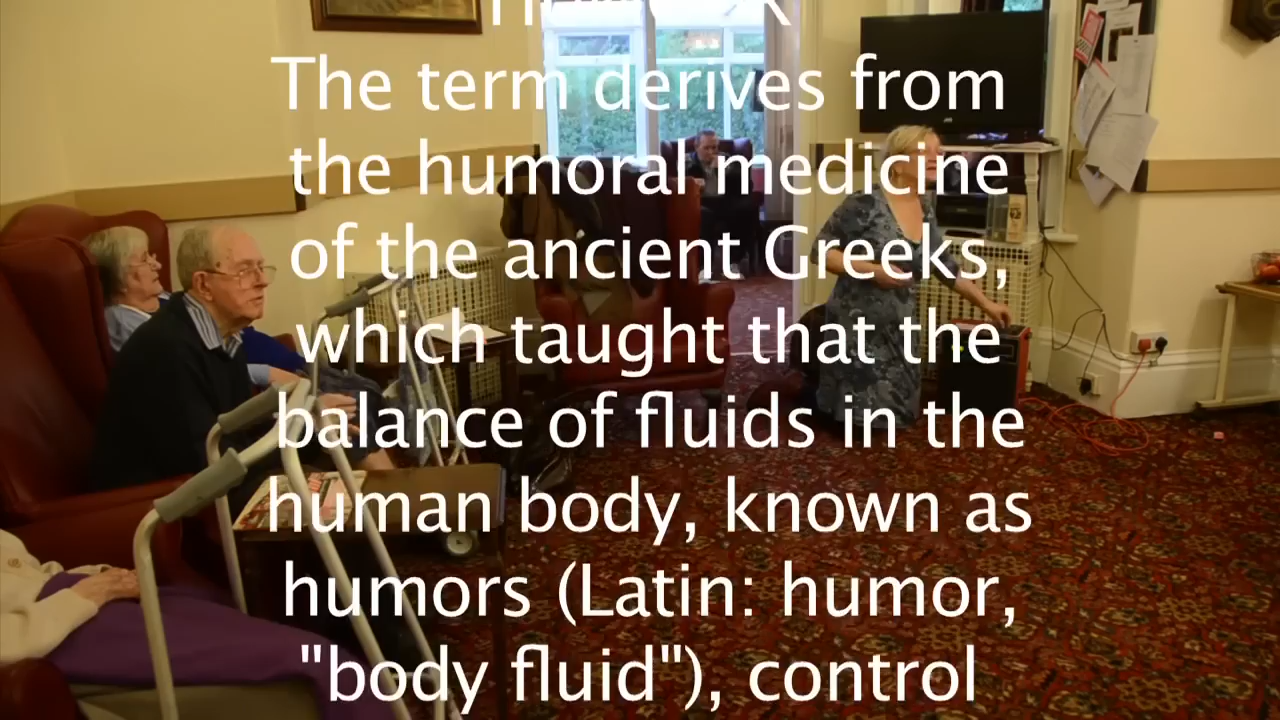 The term derives from
the humoral medicine
of the ancient Greeks,
which taught that the
balance of fluids in the
human body, known as
humors (Latin: humor,
"body fluid"), control